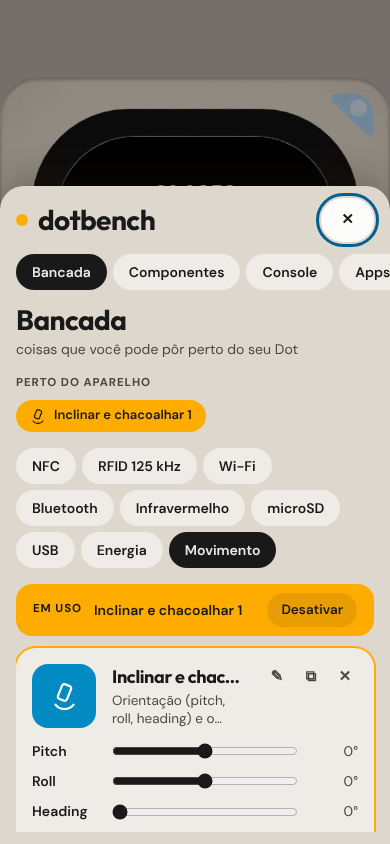 dotbench
Bancada Componentes Console Apps
Bancada
coisas que você pode pôr perto do seu Dot
PERTO DO APARELHO
Inclinar e chacoalhar 1
NFC RFID 125 kHz Wi-Fi
Bluetooth Infravermelho microSD
USB Energia Movimento
EM USO Inclinar e chacoalhar 1 Desativar
Inclinar e chac...
Orientação (pitch,
roll, heading) e o...
Pitch 0°
Roll 0°
Heading 0°